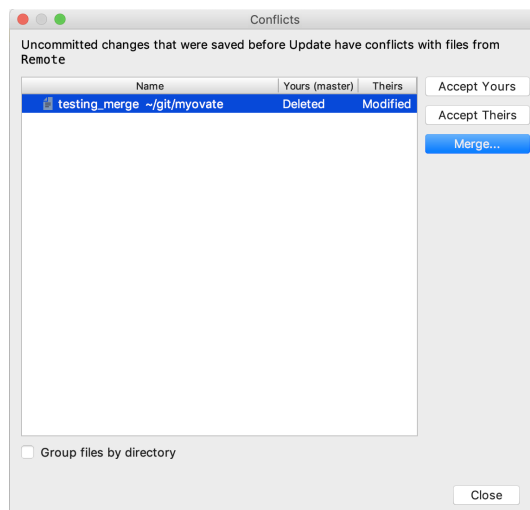 Conflicts
Uncommitted changes that were saved before Update have conflicts with files from
Remote
Name Yours (master) Theirs
testing_merge ~/git/myovate Deleted Modified
Accept Yours
Accept Theirs
Merge...
Group files by directory
Close